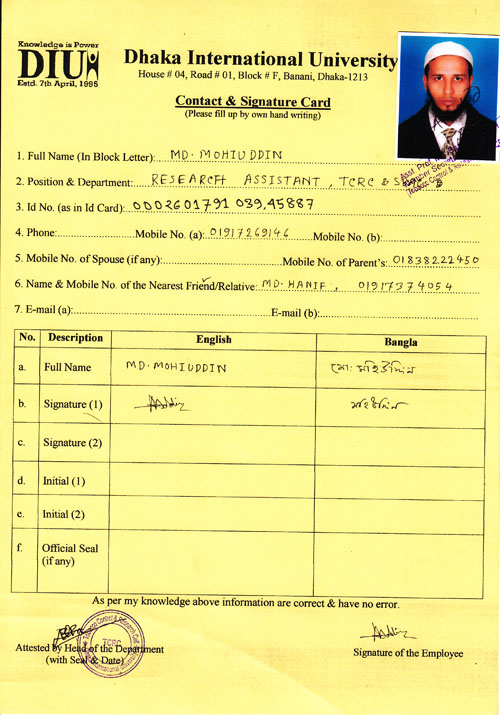 Knowledge is Power
DIU
Estd. 7th April, 1995
Dhaka International University
House # 04, Road # 01, Block # F, Banani, Dhaka-1213
Contact & Signature Card
(Please fill up by own hand writing)
1. Full Name (In Block Letter): MD. MOHIUDDIN
2. Position & Department: RESEARCH ASSISTANT, TCRC &
3. Id No. (as in Id Card): 0002601791 039,45887
4. Phone: Mobile No. (a): 01917269146 Mobile No. (b):
5. Mobile No. of Spouse (if any): Mobile No. of Parent's: 01838222450
6. Name & Mobile No. of the Nearest Friend/Relative: MD. HANIF, 01917374054
7. E-mail (a): E-mail (b):
No. Description English Bangla
a. Full Name MD. MOHIUDDIN মো: মহিউদ্দিন
b. Signature (1) মহিউদ্দিন
c. Signature (2)
d. Initial (1)
e. Initial (2)
f. Official Seal
(if any)
As per my knowledge above information are correct & have no error.
TCRC
Attested by Head of the Department
(with Seal & Date)
Signature of the Employee